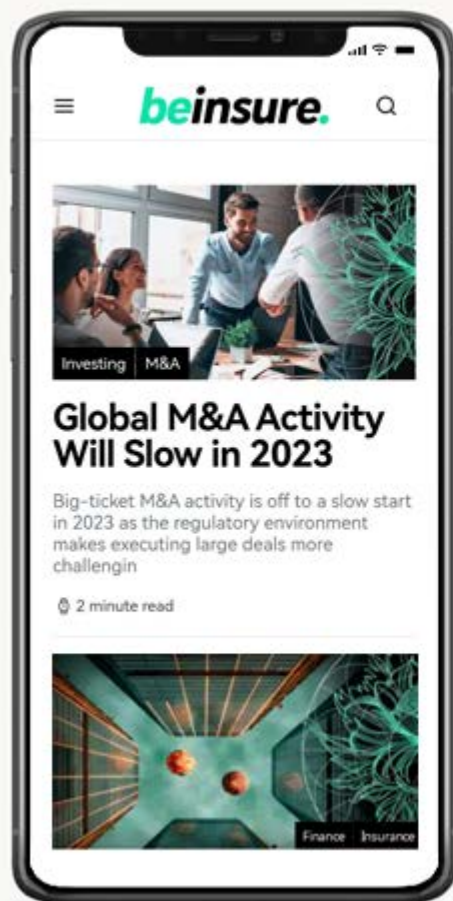 beinsure.
Investing M&A
Global M&A Activity
Will Slow in 2023
Big-ticket M&A activity is off to a slow start
in 2023 as the regulatory environment
makes executing large deals more
challengin
2 minute read
Finance Insurance